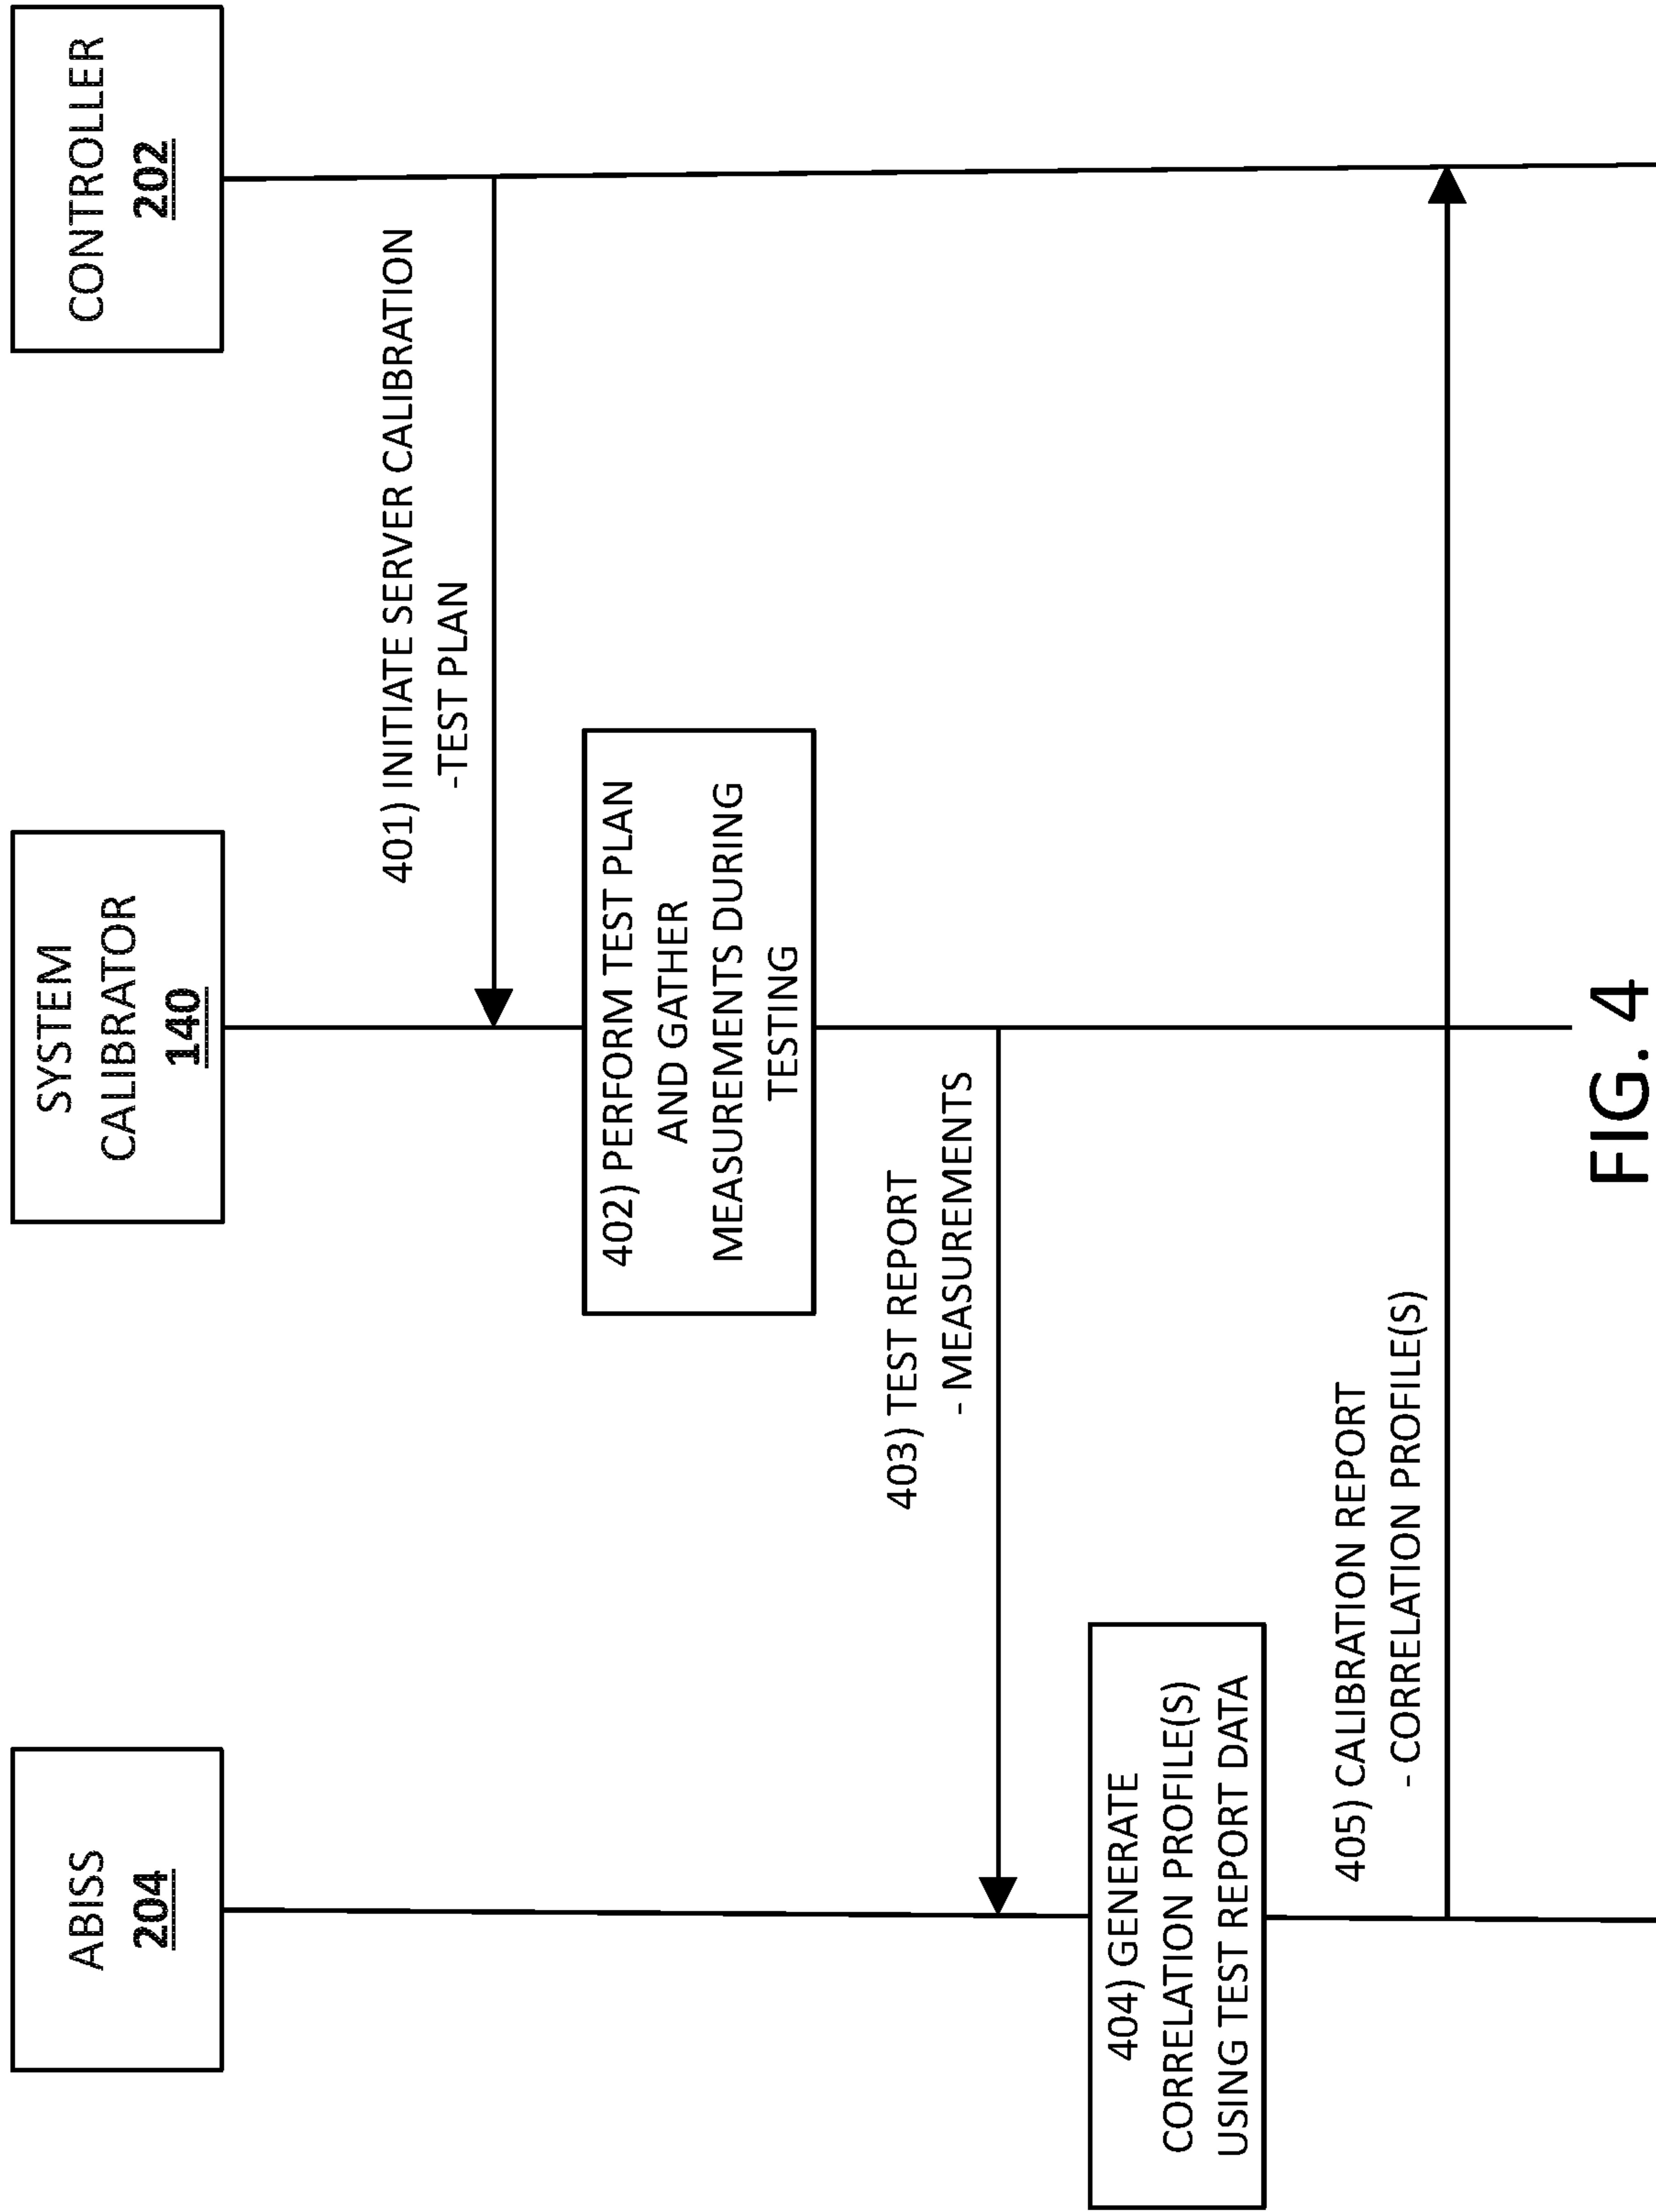 ABISS
204
SYSTEM
CALIBRATOR
140
CONTROLLER
202
401) INITIATE SERVER CALIBRATION
-TEST PLAN
402) PERFORM TEST PLAN
AND GATHER
MEASUREMENTS DURING
TESTING
403) TEST REPORT
- MEASUREMENTS
404) GENERATE
CORRELATION PROFILE(S)
USING TEST REPORT DATA
405) CALIBRATION REPORT
- CORRELATION PROFILE(S)
FIG. 4